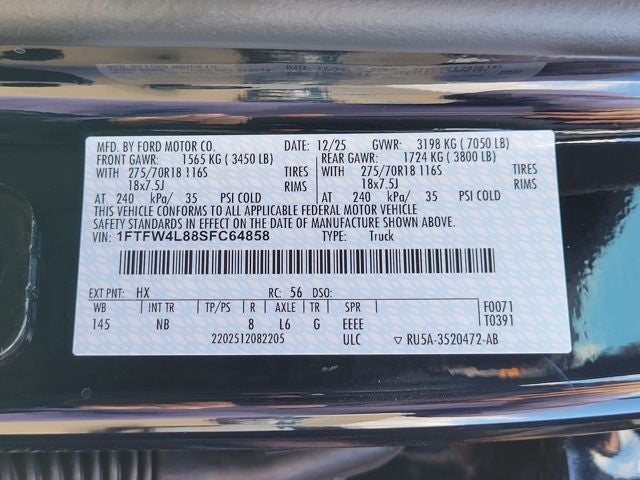 MFD. BY FORD MOTOR CO. DATE: 12/25 GVWR: 3198 KG ( 7050 LB)
FRONT GAWR: 1565 KG ( 3450 LB) REAR GAWR: 1724 KG ( 3800 LB)
WITH 275/70R18 116S TIRES WITH 275/70R18 116S TIRES
18x7.5J RIMS 18x7.5J RIMS
AT 240 kPa/ 35 PSI COLD AT 240 kPa/ 35 PSI COLD
THIS VEHICLE CONFORMS TO ALL APPLICABLE FEDERAL MOTOR VEHICLE
SAFETY STANDARDS IN EFFECT ON THE DATE OF MANUFACTURE SHOWN ABOVE.
VIN: 1FTFW4L88SFC64858 TYPE: Truck
EXT PNT: HX RC: 56 DSO:
WB INT TR TP/PS R AXLE TR SPR F0071
145 NB 8 L6 G EEEE T0391
2202512082205 ULC RU5A-3520472-AB